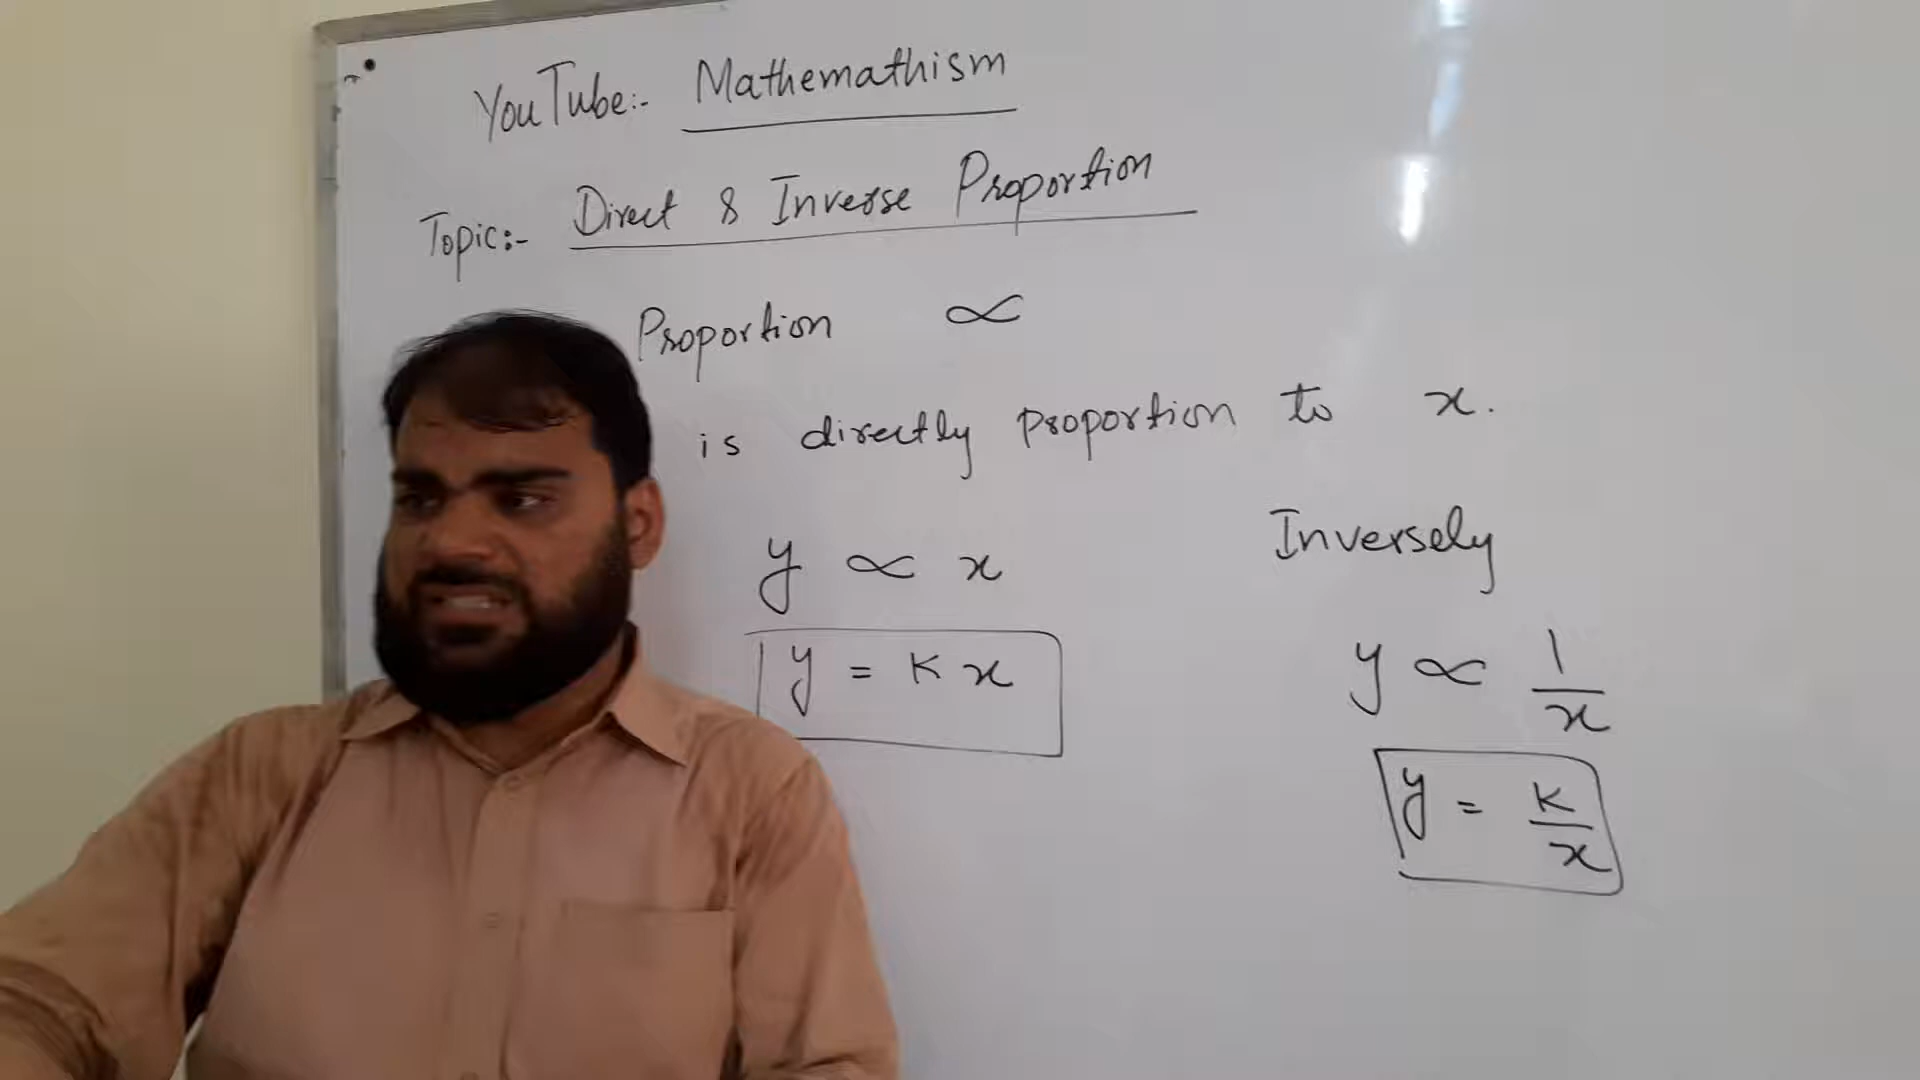 YouTube:- Mathemathism
Topic:- Direct & Inverse Proportion
Proportion ∝
is directly proportion to x.
y ∝ x
y = K x
Inversely
y ∝ 1/x
y = K/x